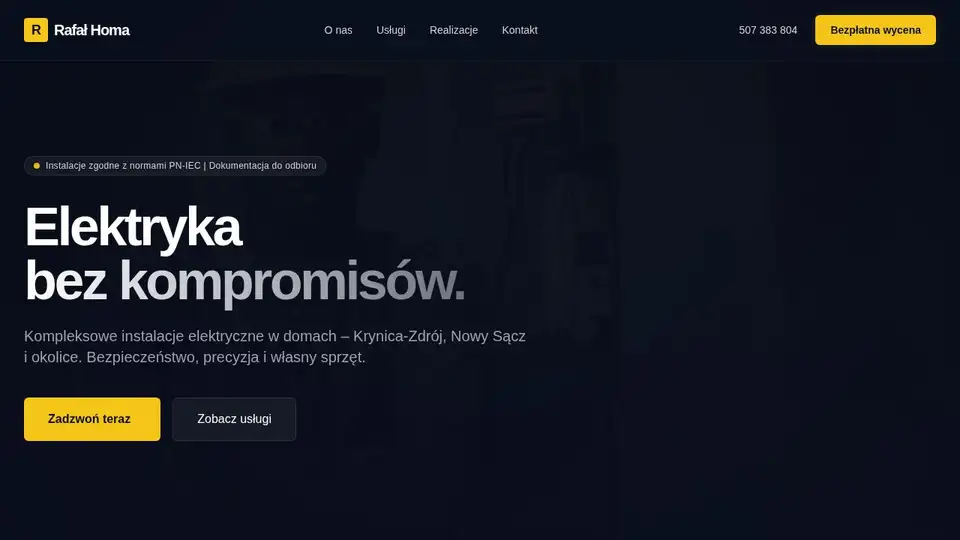 R Rafał Homa
O nas Usługi Realizacje Kontakt
507 383 804
Bezpłatna wycena
Instalacje zgodne z normami PN-IEC | Dokumentacja do odbioru
Elektryka
bez kompromisów.
Kompleksowe instalacje elektryczne w domach – Krynica-Zdrój, Nowy Sącz
i okolice. Bezpieczeństwo, precyzja i własny sprzęt.
Zadzwoń teraz
Zobacz usługi